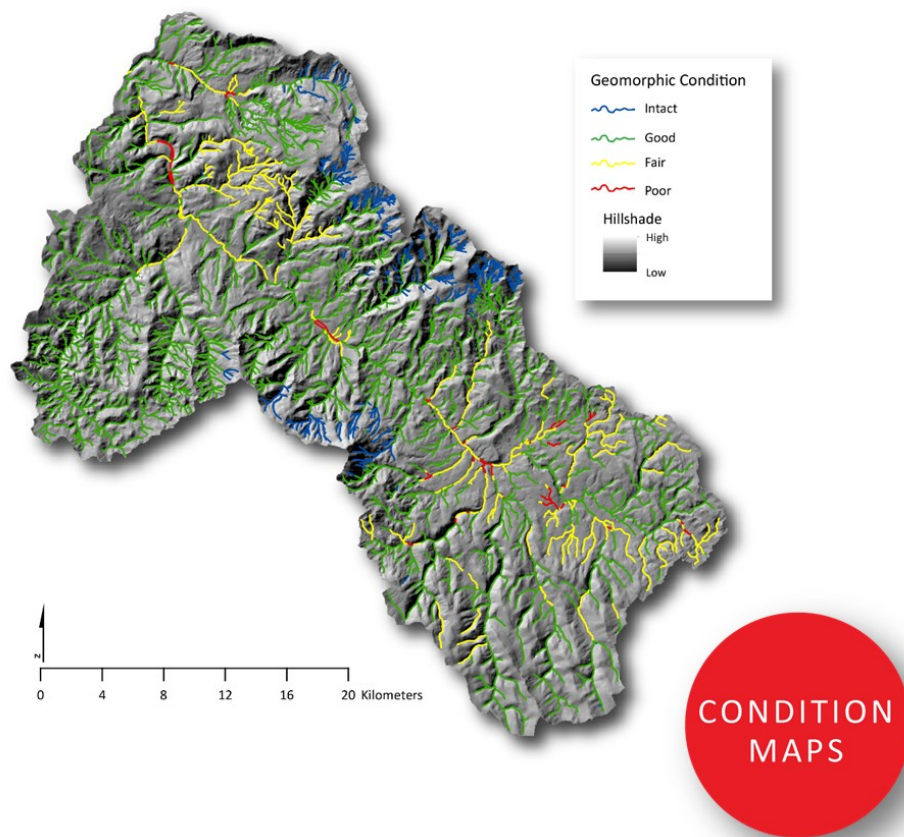 Geomorphic Condition
Intact
Good
Fair
Poor
Hillshade
High
Low
N
0 4 8 12 16 20 Kilometers
CONDITION
MAPS